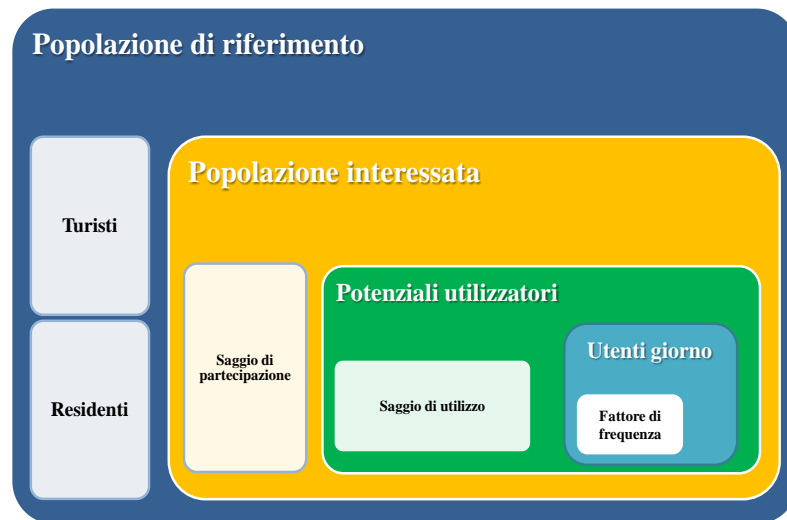 Popolazione di riferimento
Turisti
Residenti
Popolazione interessata
Saggio di
partecipazione
Potenziali utilizzatori
Saggio di utilizzo
Utenti giorno
Fattore di
frequenza